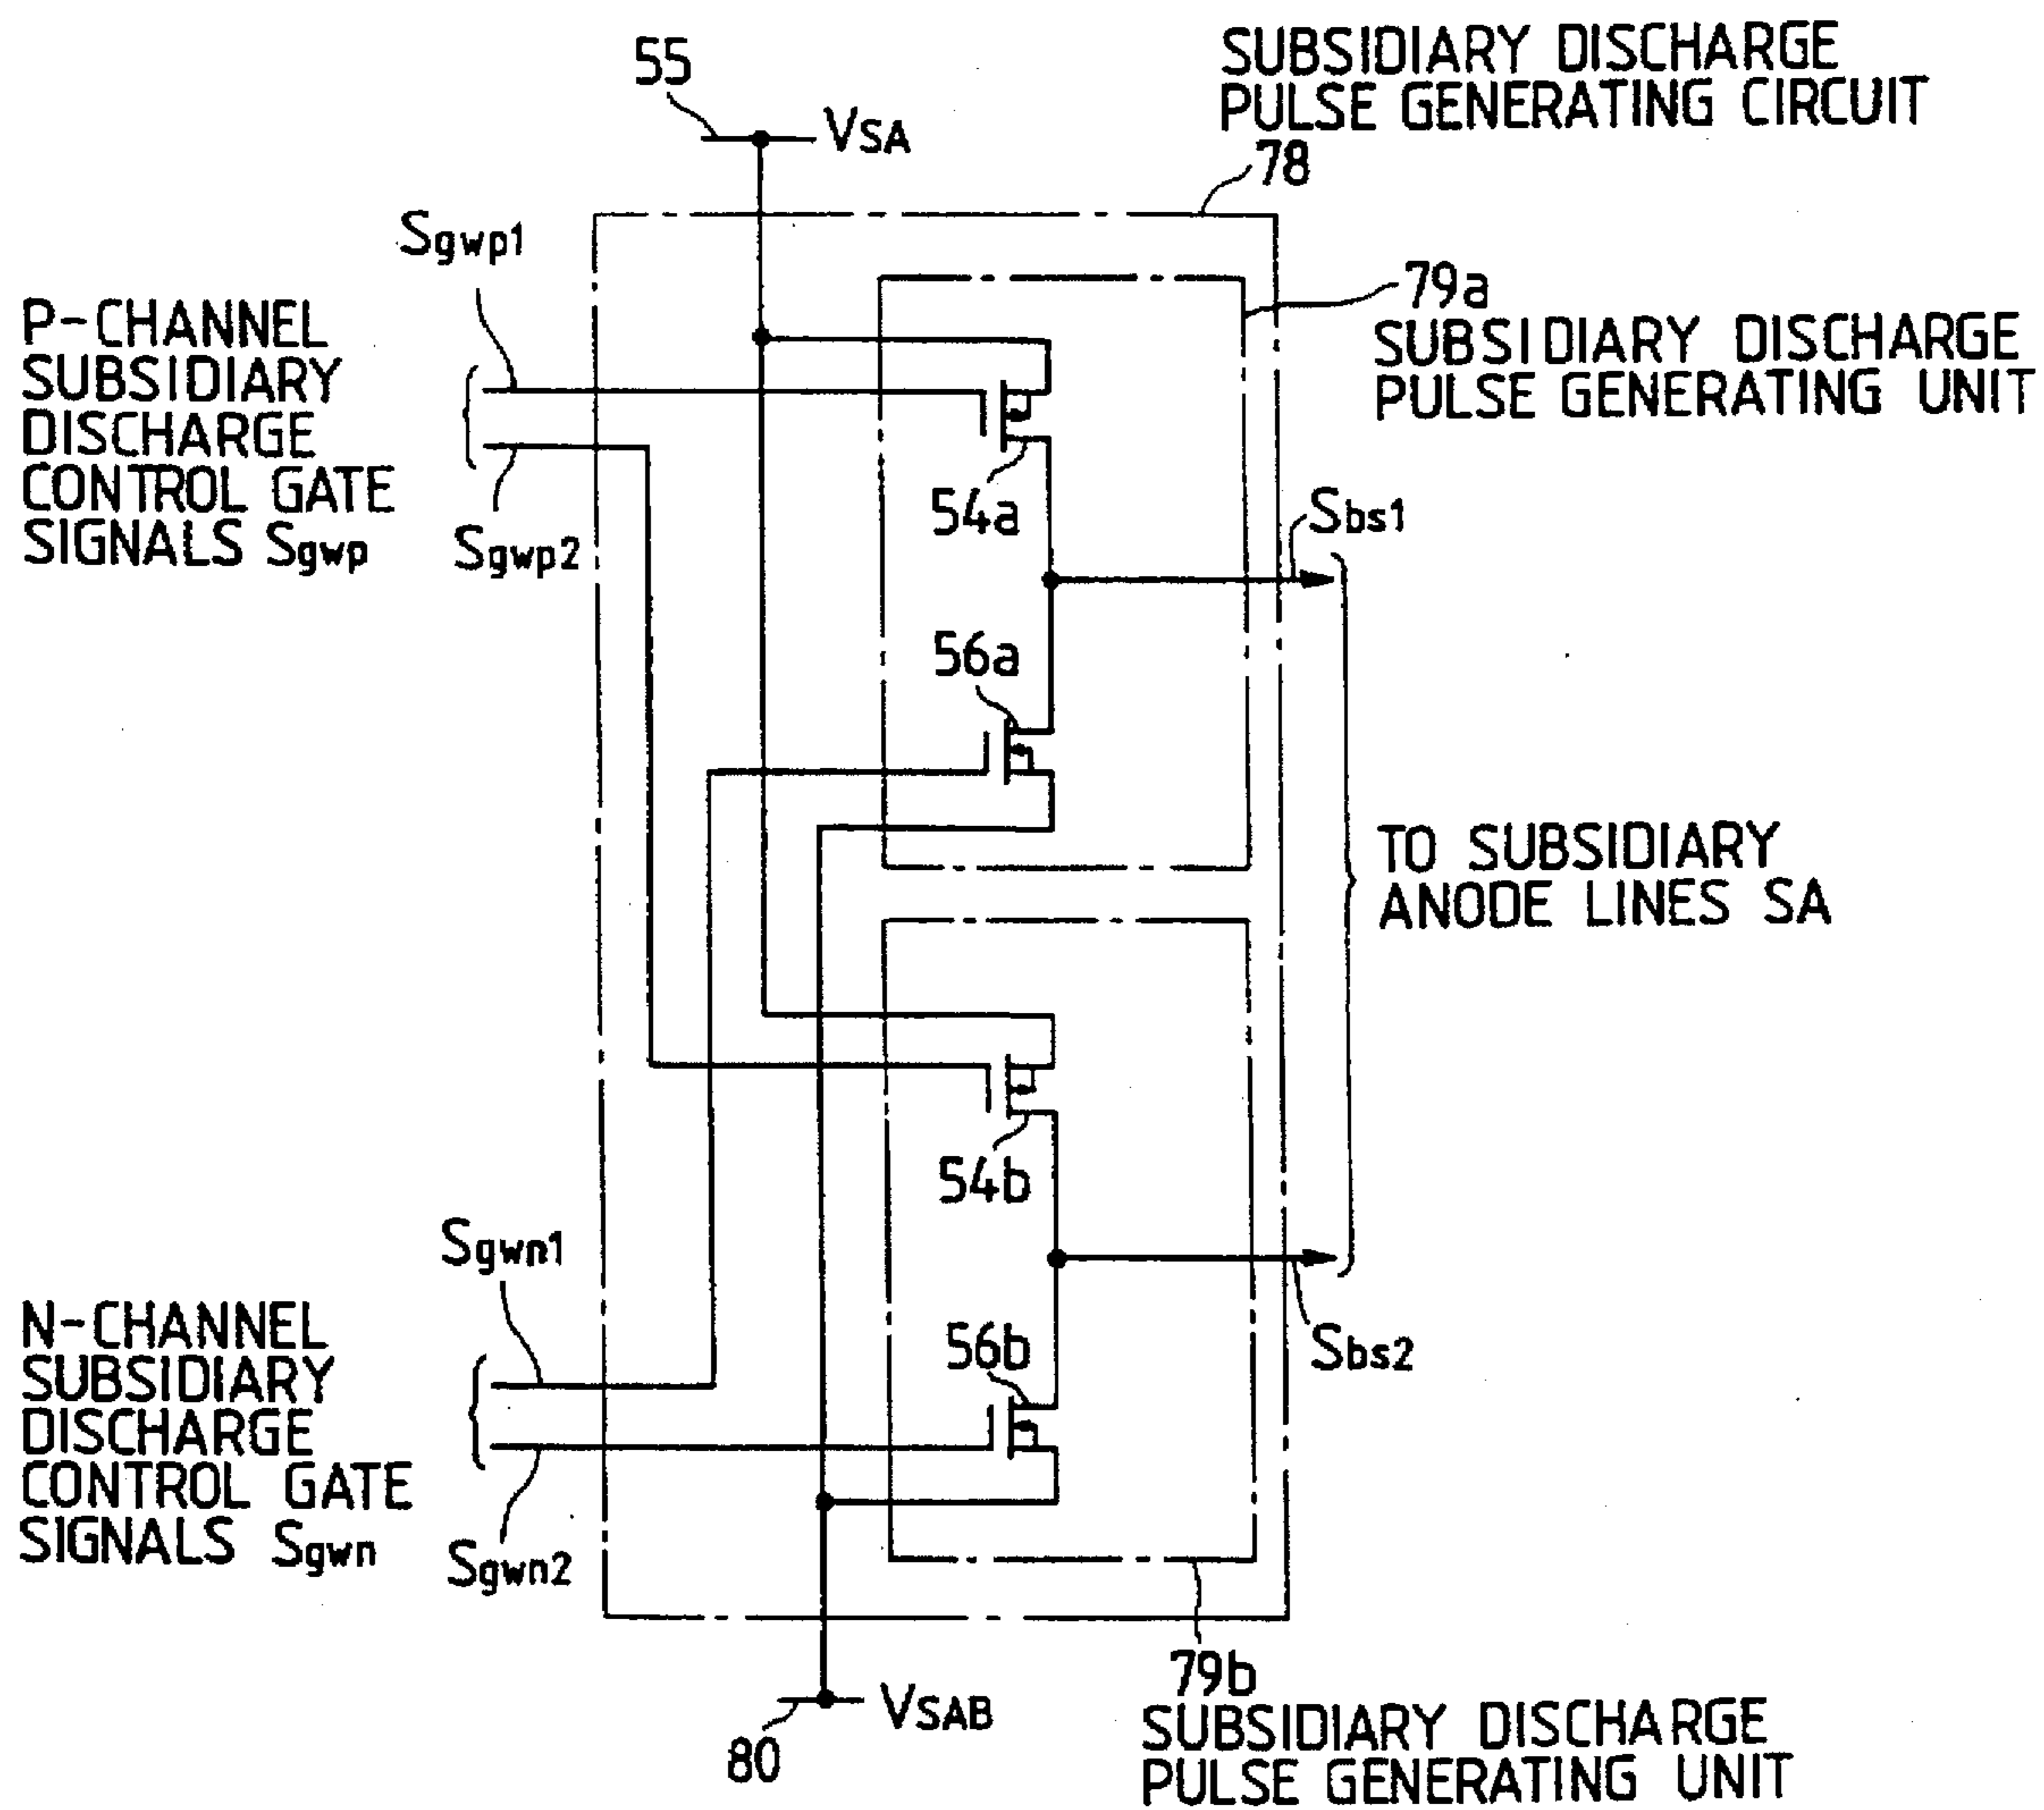 SUBSIDIARY DISCHARGE
PULSE GENERATING CIRCUIT
78
55
VSA
Sgwp1
P-CHANNEL
SUBSIDIARY
DISCHARGE
CONTROL GATE
SIGNALS Sgwp
Sgwp2
79a
SUBSIDIARY DISCHARGE
PULSE GENERATING UNIT
54a
Sbs1
56a
TO SUBSIDIARY
ANODE LINES SA
54b
Sgwn1
N-CHANNEL
SUBSIDIARY
DISCHARGE
CONTROL GATE
SIGNALS Sgwn
Sgwn2
56b
Sbs2
79b
SUBSIDIARY DISCHARGE
PULSE GENERATING UNIT
VSAB
80